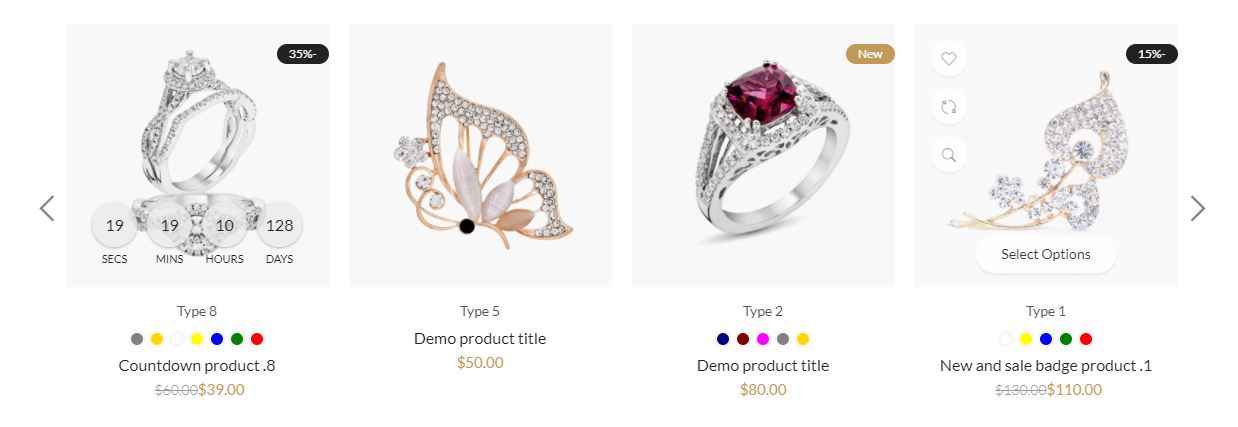 35%-
19 19 10 128
SECS MINS HOURS DAYS
Type 8
Countdown product .8
$60.00$39.00
Type 5
Demo product title
$50.00
New
Type 2
Demo product title
$80.00
15%-
Select Options
Type 1
New and sale badge product .1
$130.00$110.00